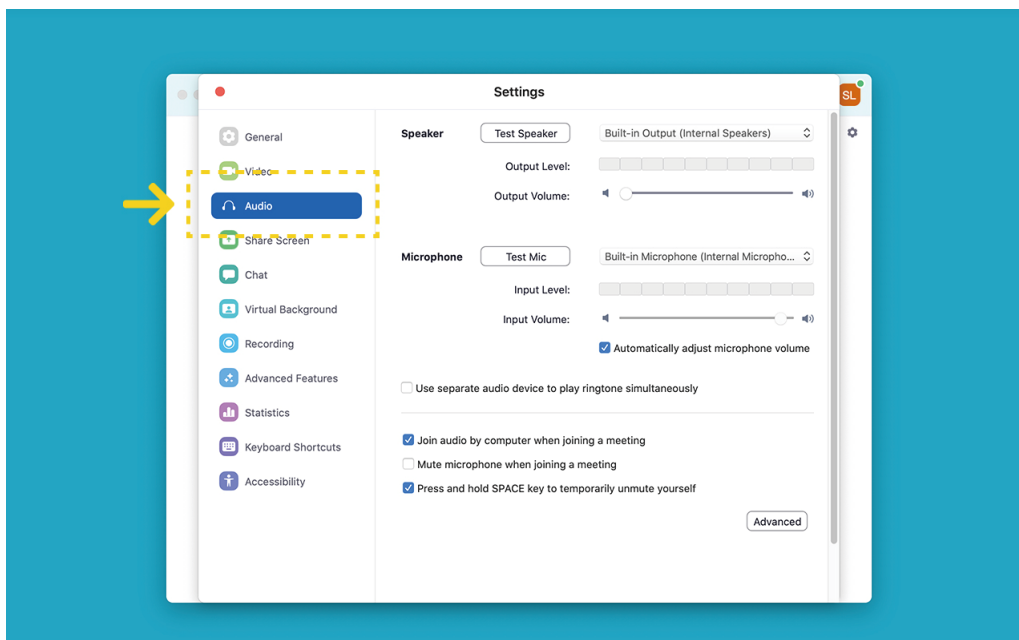 Settings
SL
General
Video
Audio
Share Screen
Chat
Virtual Background
Recording
Advanced Features
Statistics
Keyboard Shortcuts
Accessibility
Speaker Test Speaker Built-in Output (Internal Speakers)
Output Level:
Output Volume:
Microphone Test Mic Built-in Microphone (Internal Micropho...
Input Level:
Input Volume:
Automatically adjust microphone volume
Use separate audio device to play ringtone simultaneously
Join audio by computer when joining a meeting
Mute microphone when joining a meeting
Press and hold SPACE key to temporarily unmute yourself
Advanced